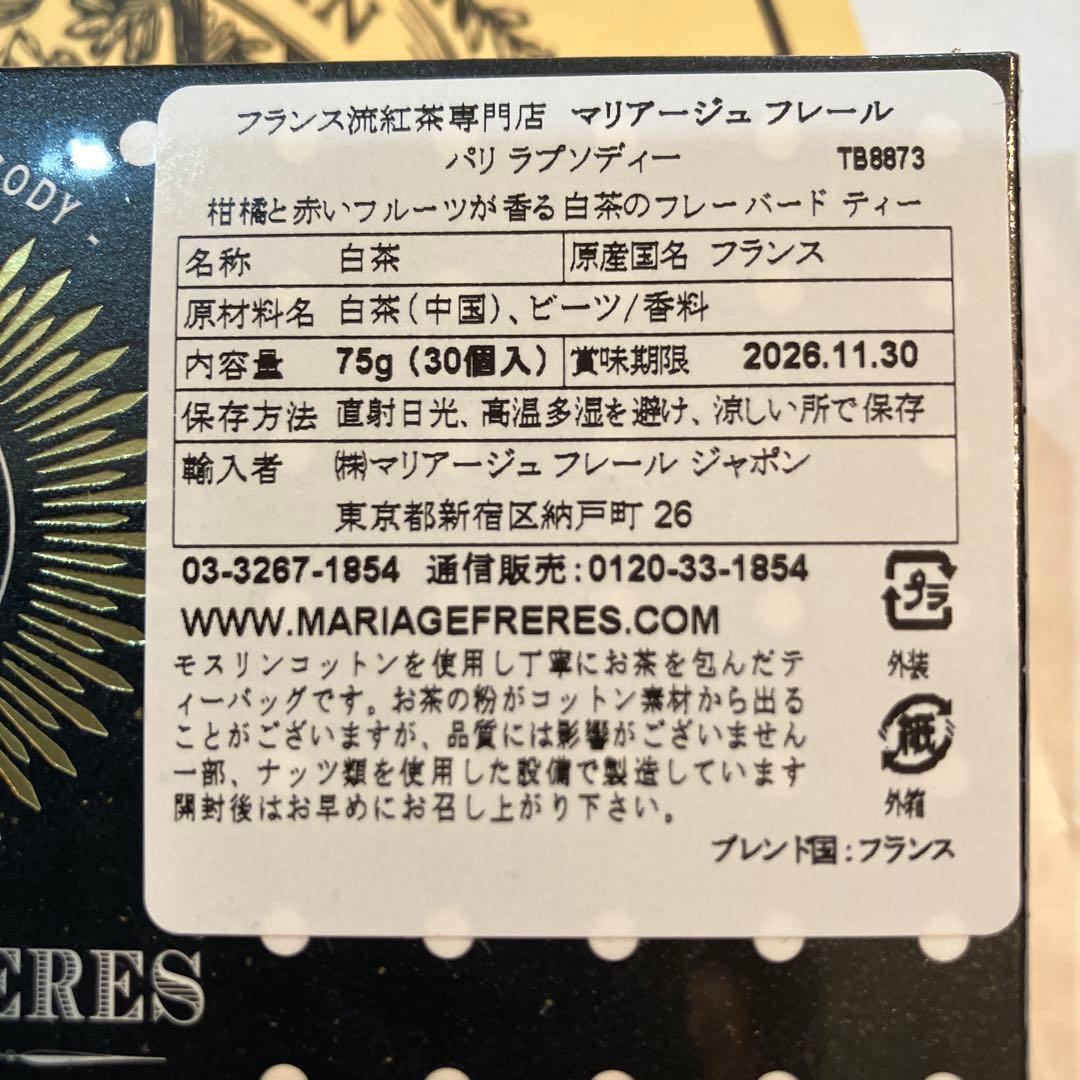 ODY
フランス流紅茶専門店 マリアージュ フレール
パリ ラプソディー TB8873
柑橘と赤いフルーツが香る白茶のフレーバード ティー
名称 白茶 原産国名 フランス
原材料名 白茶(中国)、ビーツ/香料
内容量 75g (30個入) 賞味期限 2026.11.30
保存方法 直射日光、高温多湿を避け、涼しい所で保存
輸入者 ㈱マリアージュ フレール ジャポン
東京都新宿区納戸町 26
03-3267-1854 通信販売:0120-33-1854
WWW.MARIAGEFRERES.COM
プラ
外装
モスリンコットンを使用し丁寧にお茶を包んだテ
ィーバッグです。お茶の粉がコットン素材から出る
ことがございますが、品質には影響がございません
一部、ナッツ類を使用した設備で製造しています
開封後はお早めにお召し上がり下さい。
紙
外箱
ブレンド国:フランス
ERES